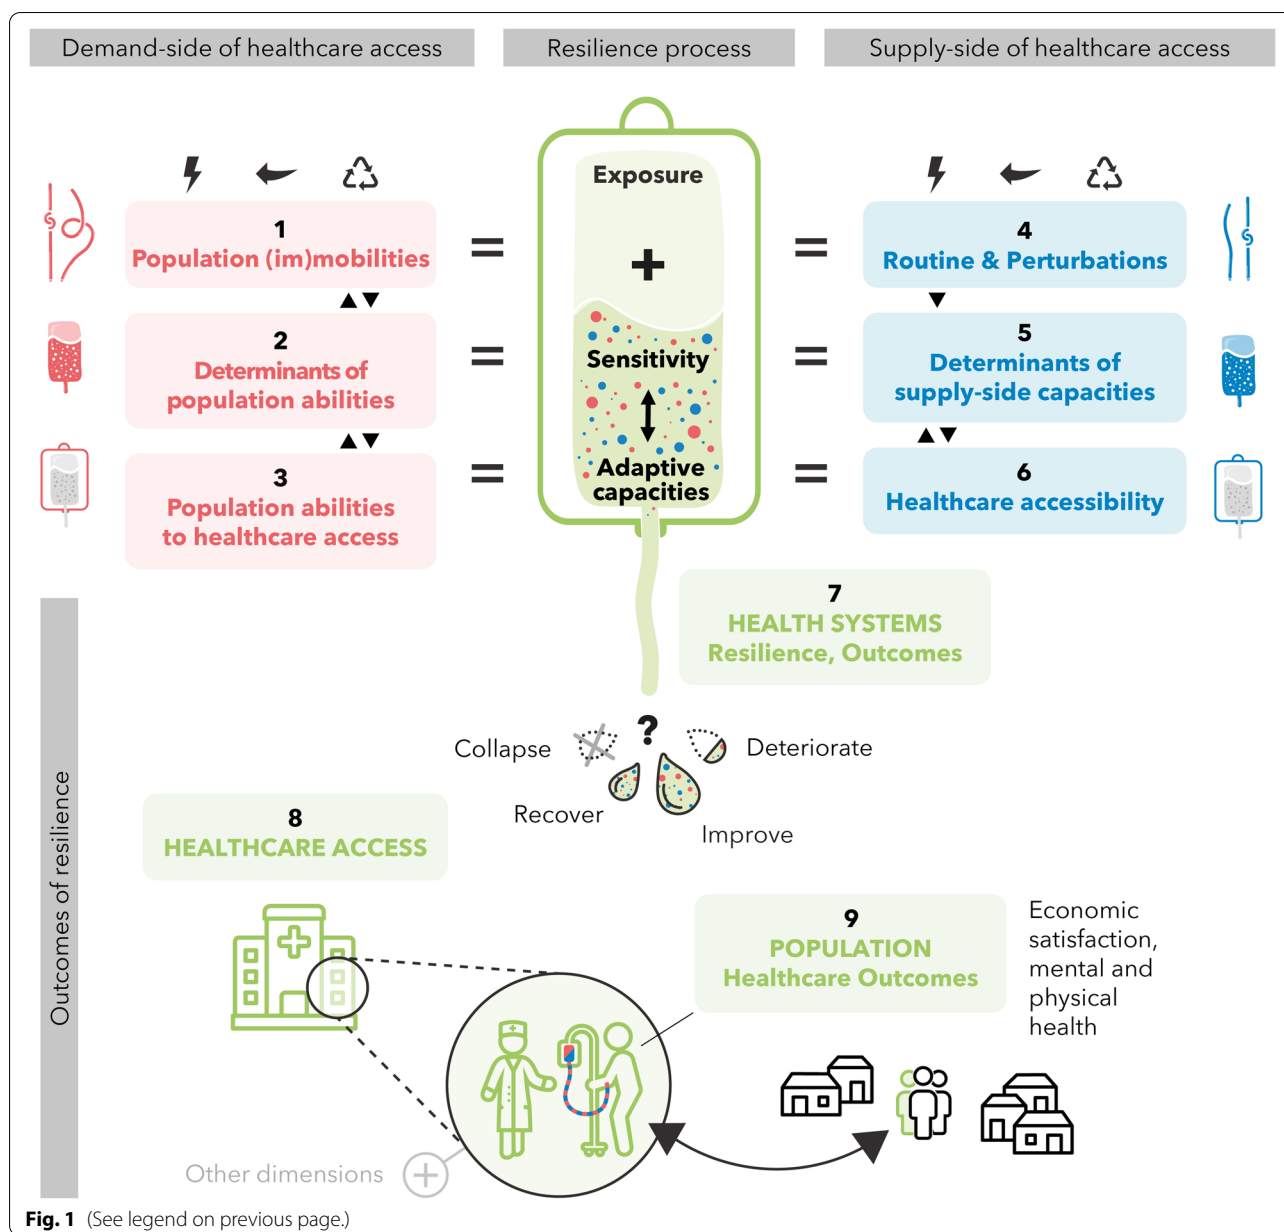 Demand-side of healthcare access
Resilience process
Supply-side of healthcare access
1
Population (im)mobilities
2
Determinants of
population abilities
3
Population abilities
to healthcare access
=
=
=
Exposure
+
Sensitivity
Adaptive
capacities
=
=
=
4
Routine & Perturbations
5
Determinants of
supply-side capacities
6
Healthcare accessibility
7
HEALTH SYSTEMS
Resilience, Outcomes
Outcomes of resilience
?
Collapse
Deteriorate
Recover
Improve
8
HEALTHCARE ACCESS
9
POPULATION
Healthcare Outcomes
Economic
satisfaction,
mental and
physical
health
Other dimensions
Fig. 1 (See legend on previous page.)